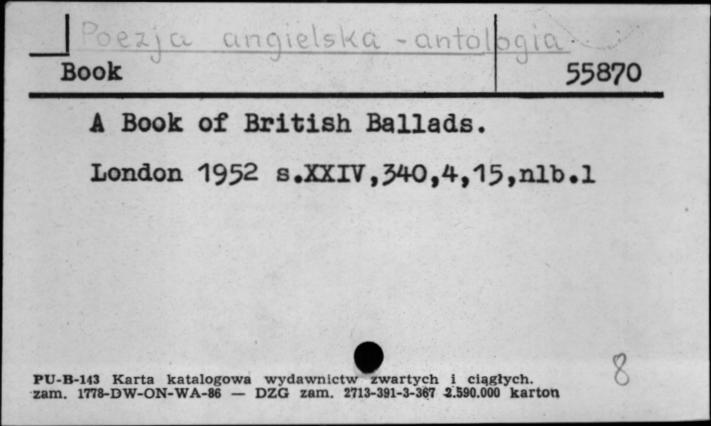 Poezja angielska - antologia
Book 55870
A Book of British Ballads.
London 1952 s.XXIV,340,4,15,nlb.1
8
PU-B-143 Karta katalogowa wydawnictw zwartych i ciągłych.
zam. 1778-DW-ON-WA-86 — DZG zam. 2713-391-3-367 2.590.000 karton